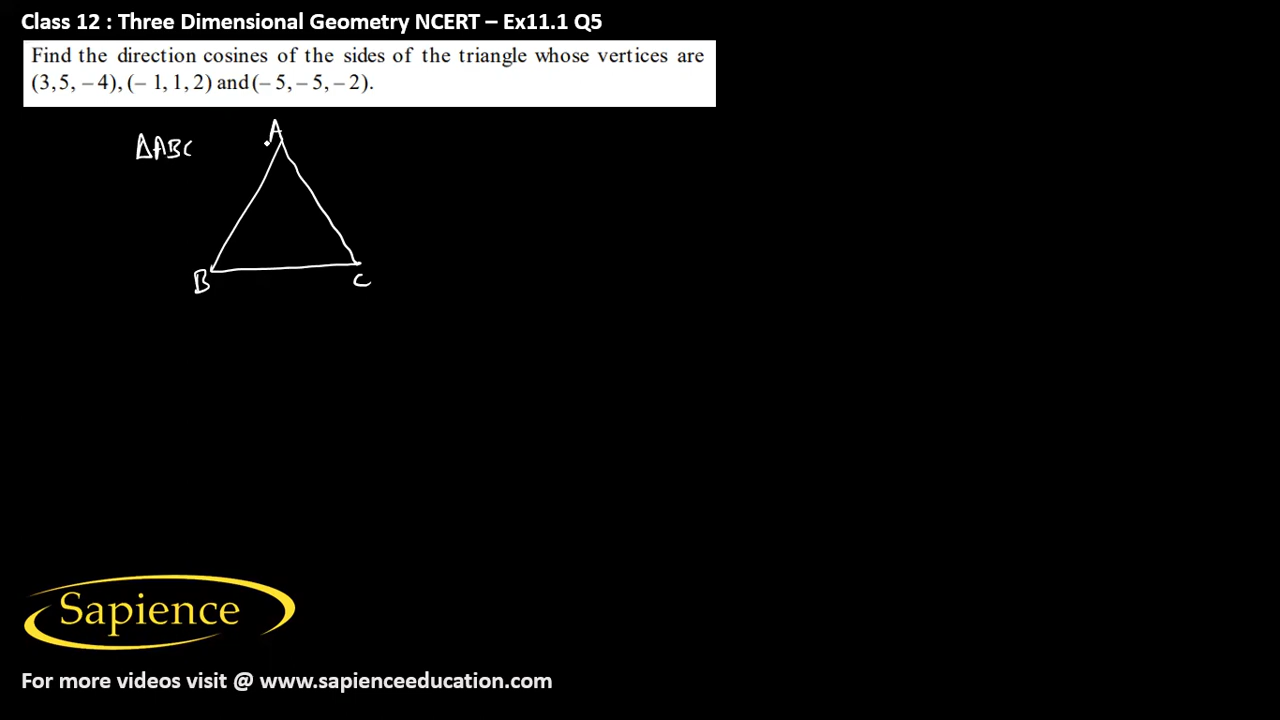 Class 12 : Three Dimensional Geometry NCERT – Ex11.1 Q5
Find the direction cosines of the sides of the triangle whose vertices are
(3,5, – 4), (– 1, 1, 2) and (– 5, – 5, – 2).
A
ΔABC
B C
Sapience
For more videos visit @ www.sapienceeducation.com